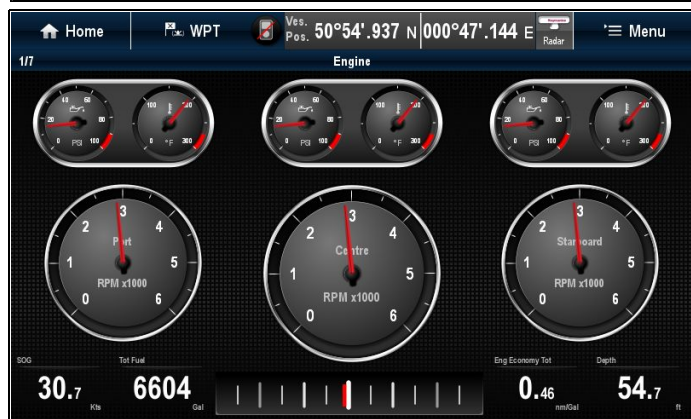 Home
WPT
Ves. Pos. 50°54'.937 N 000°47'.144 E
Radar
Menu
1/7
Engine
0 20 40 60 80 100 PSI
0 100 200 300 °F
0 20 40 60 80 100 PSI
0 100 200 300 °F
0 20 40 60 80 100 PSI
0 100 200 300 °F
0 1 2 3 4 5 6
Port
RPM x1000
0 1 2 3 4 5 6
Centre
RPM x1000
0 1 2 3 4 5 6
Starboard
RPM x1000
SOG
30.7 Kts
Tot Fuel
6604 Gal
Eng Economy Tot
0.46 nm/Gal
Depth
54.7 ft